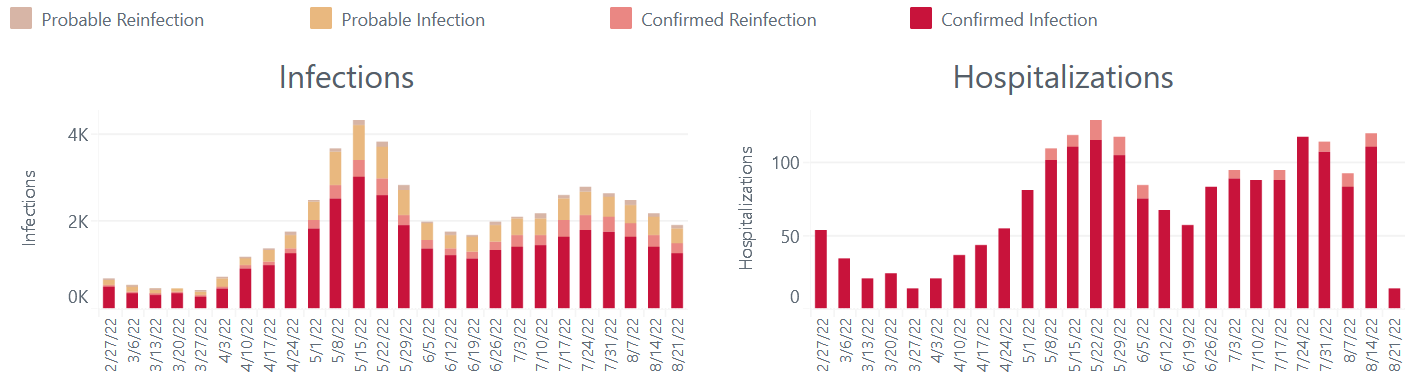 Probable Reinfection Probable Infection Confirmed Reinfection Confirmed Infection
Infections Hospitalizations
Infections
4K
2K
0K
2/27/22 3/6/22 3/13/22 3/20/22 3/27/22 4/3/22 4/10/22 4/17/22 4/24/22 5/1/22 5/8/22 5/15/22 5/22/22 5/29/22 6/5/22 6/12/22 6/19/22 6/26/22 7/3/22 7/10/22 7/17/22 7/24/22 7/31/22 8/7/22 8/14/22 8/21/22
Hospitalizations
100
50
0
2/27/22 3/6/22 3/13/22 3/20/22 3/27/22 4/3/22 4/10/22 4/17/22 4/24/22 5/1/22 5/8/22 5/15/22 5/22/22 5/29/22 6/5/22 6/12/22 6/19/22 6/26/22 7/3/22 7/10/22 7/17/22 7/24/22 7/31/22 8/7/22 8/14/22 8/21/22